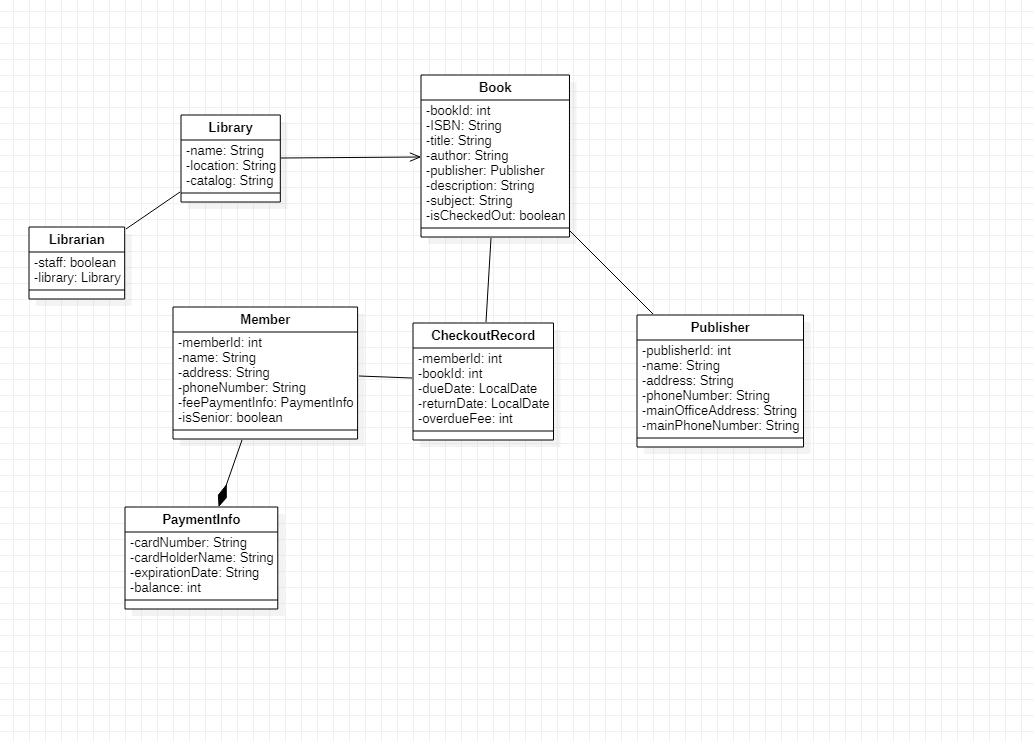 Book
-bookId: int
-ISBN: String
-title: String
-author: String
-publisher: Publisher
-description: String
-subject: String
-isCheckedOut: boolean
Library
-name: String
-location: String
-catalog: String
Librarian
-staff: boolean
-library: Library
Member
-memberId: int
-name: String
-address: String
-phoneNumber: String
-feePaymentInfo: PaymentInfo
-isSenior: boolean
CheckoutRecord
-memberId: int
-bookId: int
-dueDate: LocalDate
-returnDate: LocalDate
-overdueFee: int
Publisher
-publisherId: int
-name: String
-address: String
-phoneNumber: String
-mainOfficeAddress: String
-mainPhoneNumber: String
PaymentInfo
-cardNumber: String
-cardHolderName: String
-expirationDate: String
-balance: int